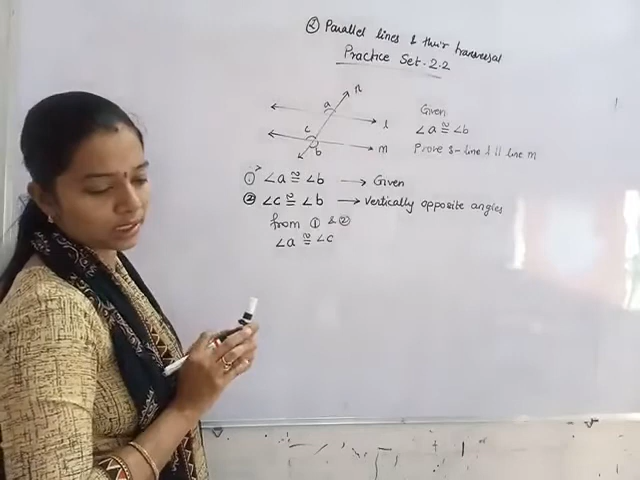 ② Parallel lines & their transversal
Practice Set-2.2
n
a
l
c
m
b
Given
∠a ≅ ∠b
Prove :- line l || line m
① ∠a ≅ ∠b → Given
② ∠c ≅ ∠b → vertically opposite angles
from ① & ②
∠a ≅ ∠c